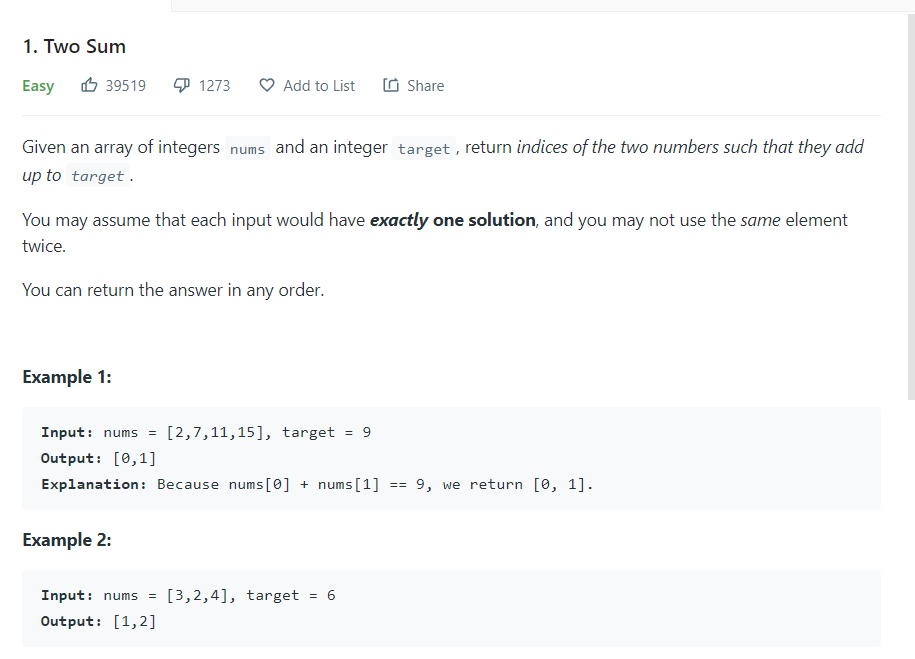 1. Two Sum
Easy 39519 1273 Add to List Share
Given an array of integers nums and an integer target, return indices of the two numbers such that they add
up to target.
You may assume that each input would have exactly one solution, and you may not use the same element
twice.
You can return the answer in any order.
Example 1:
Input: nums = [2,7,11,15], target = 9
Output: [0,1]
Explanation: Because nums[0] + nums[1] == 9, we return [0, 1].
Example 2:
Input: nums = [3,2,4], target = 6
Output: [1,2]